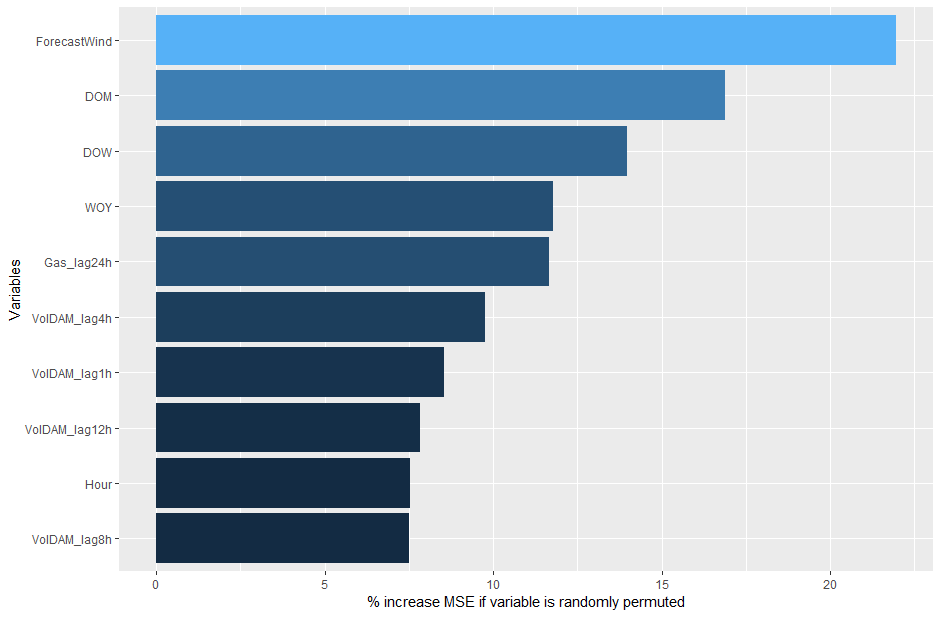 ForecastWind
DOM
DOW
WOY
Gas_lag24h
VolDAM_lag4h
VolDAM_lag1h
VolDAM_lag12h
Hour
VolDAM_lag8h
Variables
0 5 10 15 20
% increase MSE if variable is randomly permuted